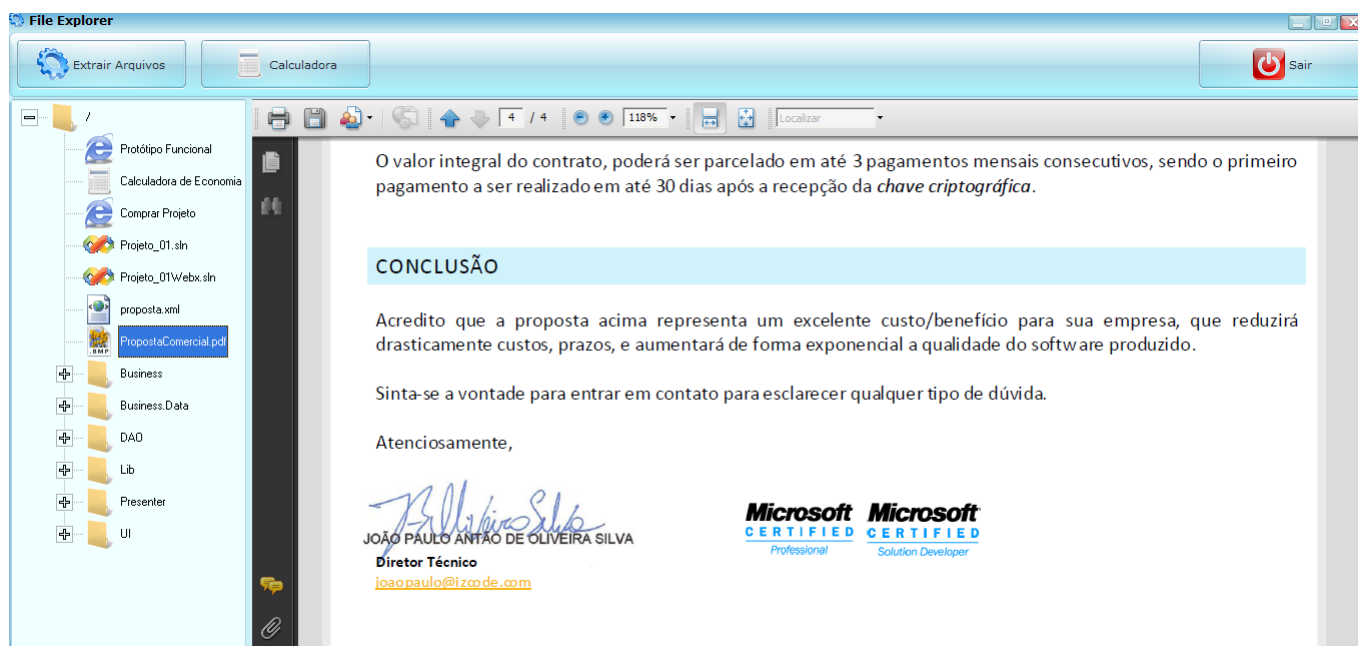 File Explorer
Extrair Arquivos
Calculadora
Sair
/
Protótipo Funcional
Calculadora de Economia
Comprar Projeto
Projeto_01.sln
Projeto_01Webx.sln
proposta.xml
.BMP
PropostaComercial.pdf
Business
Business.Data
DAO
Lib
Presenter
UI
4 / 4
118%
Localizar
O valor integral do contrato, poderá ser parcelado em até 3 pagamentos mensais consecutivos, sendo o primeiro
pagamento a ser realizado em até 30 dias após a recepção da chave criptográfica.
CONCLUSÃO
Acredito que a proposta acima representa um excelente custo/benefício para sua empresa, que reduzirá
drasticamente custos, prazos, e aumentará de forma exponencial a qualidade do software produzido.
Sinta-se a vontade para entrar em contato para esclarecer qualquer tipo de dúvida.
Atenciosamente,
JOÃO PAULO ANTÃO DE OLIVEIRA SILVA
Diretor Técnico
joaopaulo@izcode.com
Microsoft
CERTIFIED
Professional
Microsoft
CERTIFIED
Solution Developer